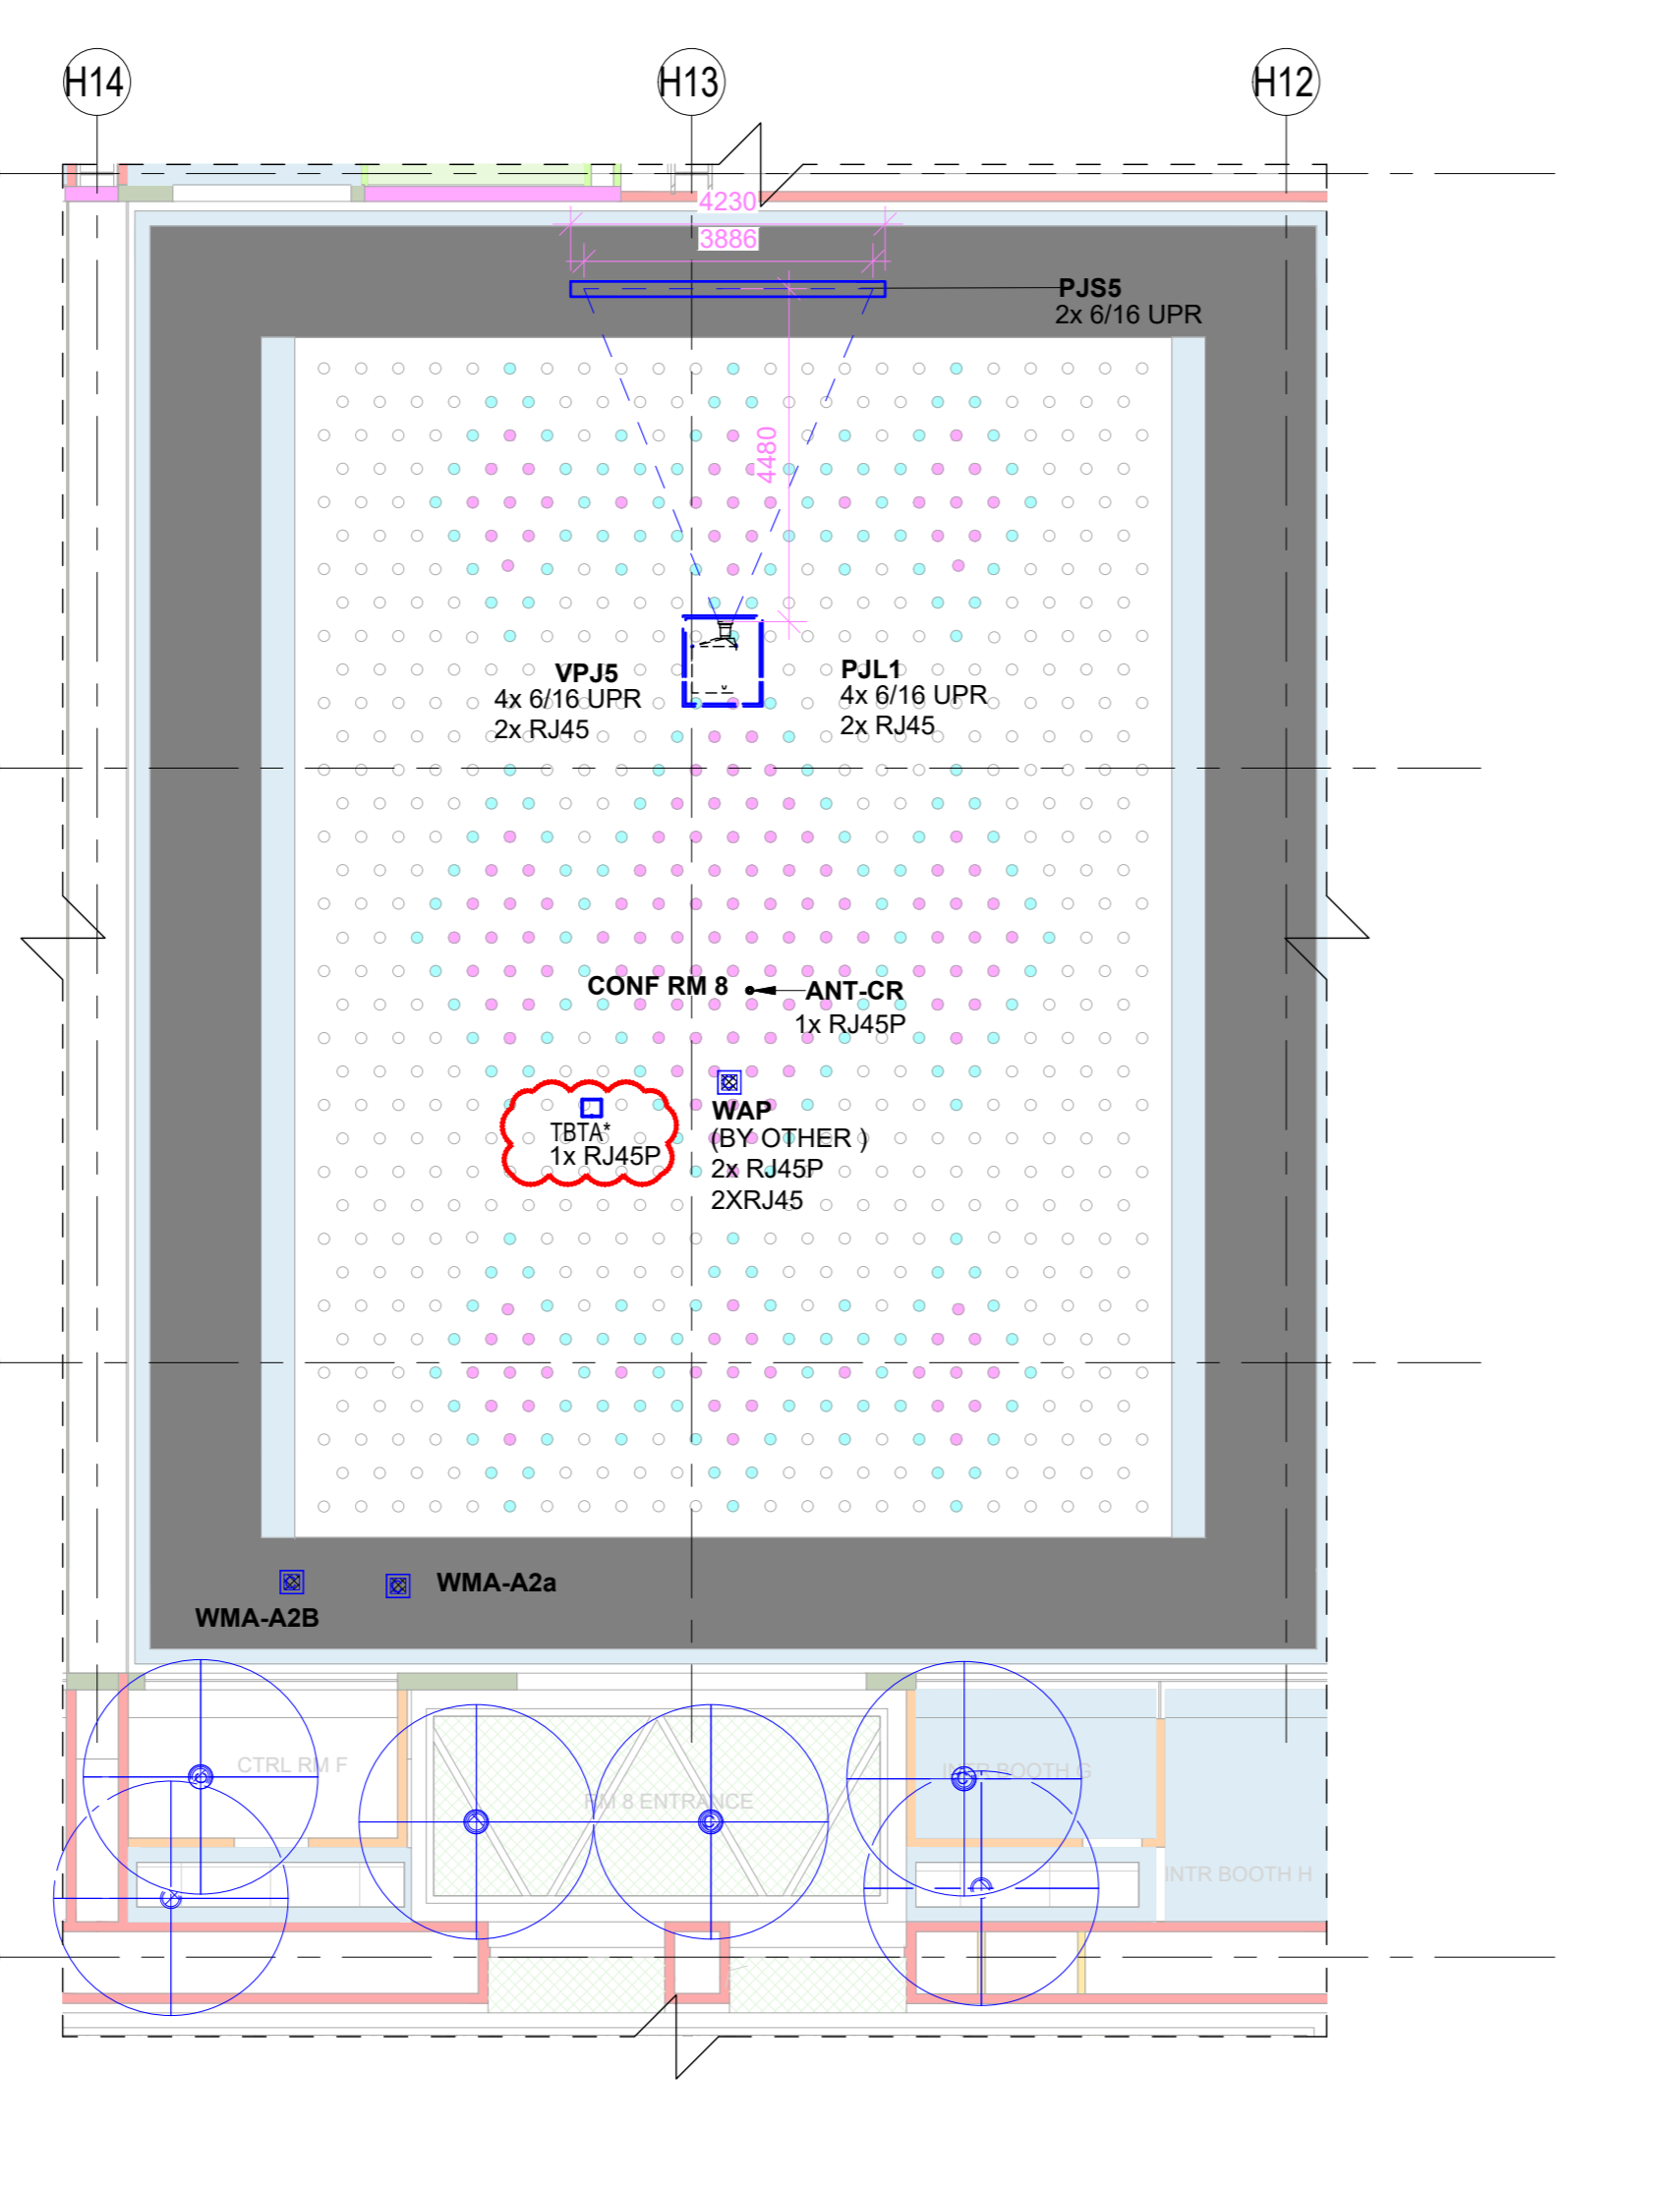 H14
H13
H12
4230
3886
PJS5
2x 6/16 UPR
4480
VPJ5
4x 6/16 UPR
2x RJ45
PJL1
4x 6/16 UPR
2x RJ45
CONF RM 8
ANT-CR
1x RJ45P
TBTA*
1x RJ45P
WAP
(BY OTHER )
2x RJ45P
2XRJ45
WMA-A2a
WMA-A2B
CTRL RM F
RM 8 ENTRANCE
INTR BOOTH G
INTR BOOTH H